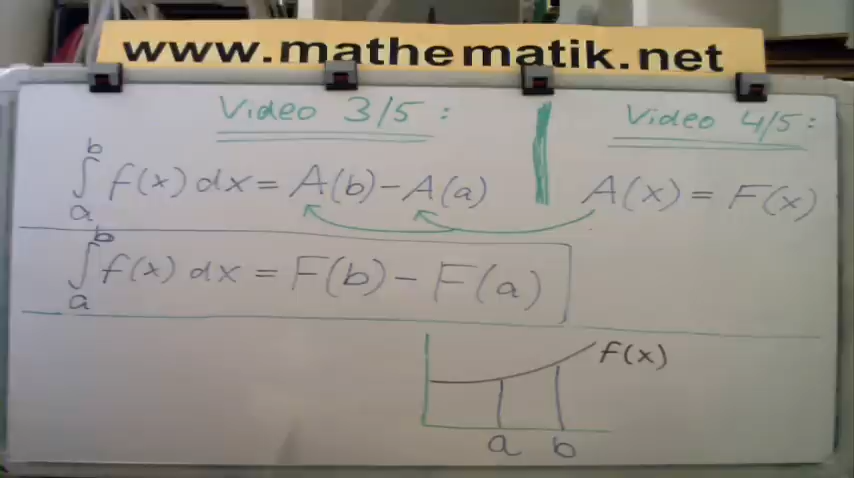 www.mathematik.net
Video 3/5:
Video 4/5:
∫ₐᵇ f(x) dx = A(b) - A(a)
A(x) = F(x)
∫ₐᵇ f(x) dx = F(b) - F(a)
f(x)
a b